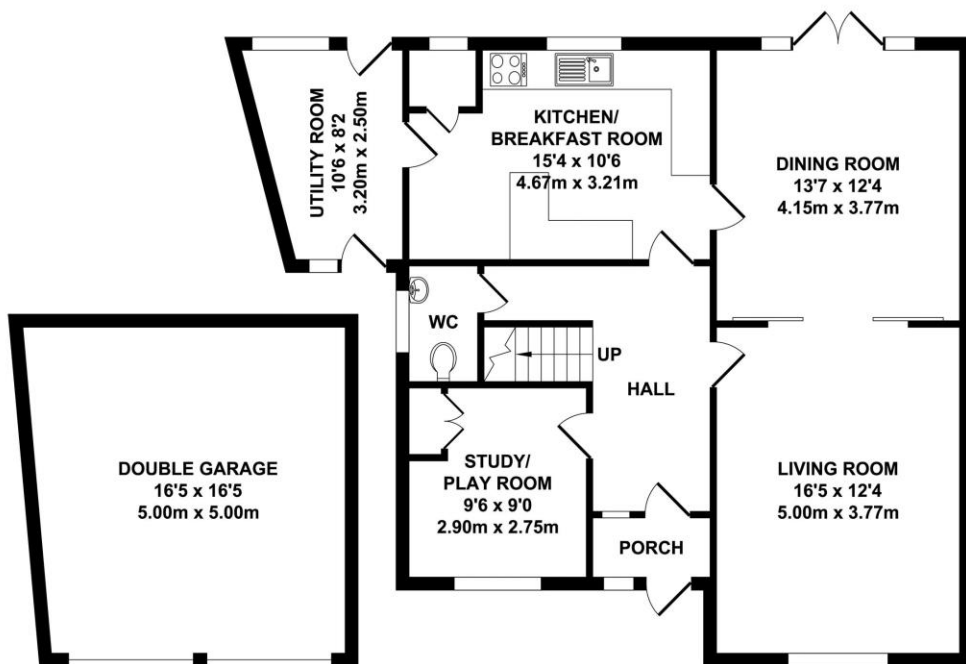 UTILITY ROOM
10'6 x 8'2
3.20m x 2.50m
KITCHEN/
BREAKFAST ROOM
15'4 x 10'6
4.67m x 3.21m
DINING ROOM
13'7 x 12'4
4.15m x 3.77m
WC
UP
HALL
DOUBLE GARAGE
16'5 x 16'5
5.00m x 5.00m
STUDY/
PLAY ROOM
9'6 x 9'0
2.90m x 2.75m
LIVING ROOM
16'5 x 12'4
5.00m x 3.77m
PORCH